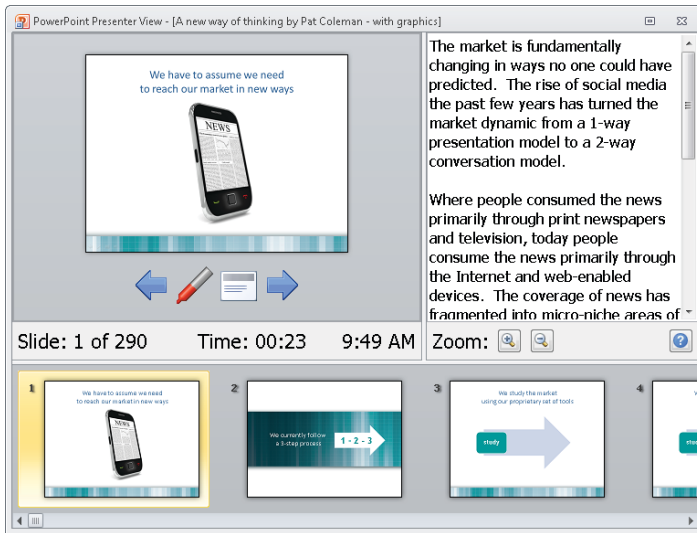 PowerPoint Presenter View - [A new way of thinking by Pat Coleman - with graphics]
We have to assume we need
to reach our market in new ways
NEWS
The market is fundamentally
changing in ways no one could have
predicted. The rise of social media
the past few years has turned the
market dynamic from a 1-way
presentation model to a 2-way
conversation model.
Where people consumed the news
primarily through print newspapers
and television, today people
consume the news primarily through
the Internet and web-enabled
devices. The coverage of news has
fragmented into micro-niche areas of
Slide: 1 of 290
Time: 00:23
9:49 AM
Zoom:
1
We have to assume we need
to reach our market in new ways
NEWS
2
We currently follow
a 3-step process
1 - 2 - 3
3
We study the market
using our proprietary set of tools
study
4